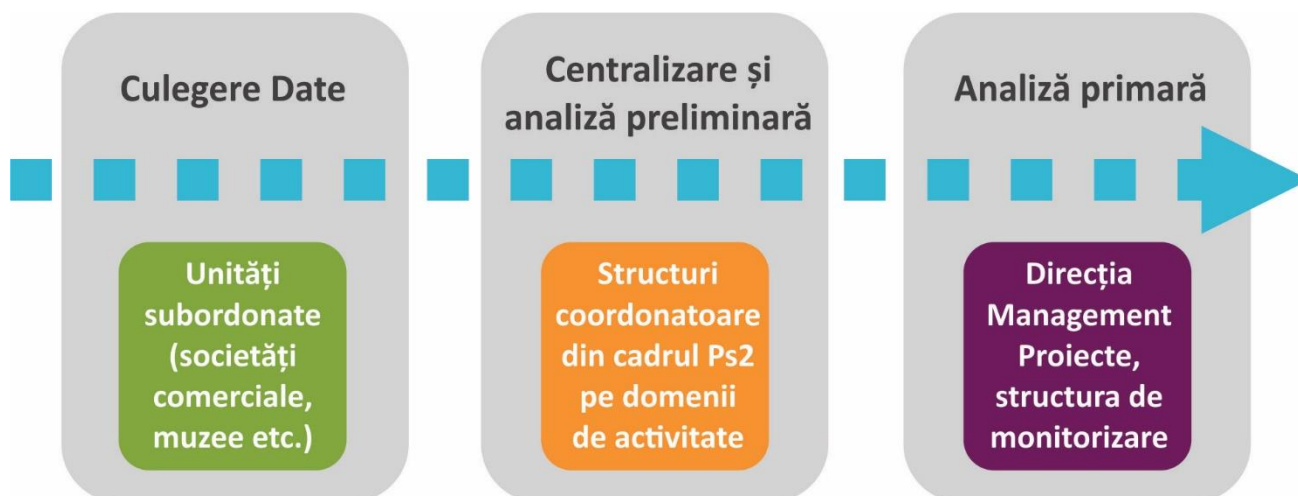 Culegere Date
Unități
subordonate
(societăți
comerciale,
muzee etc.)
Centralizare și
analiză preliminară
Structuri
coordonatoare
din cadrul Ps2
pe domenii
de activitate
Analiză primară
Direcția
Management
Proiecte,
structura de
monitorizare